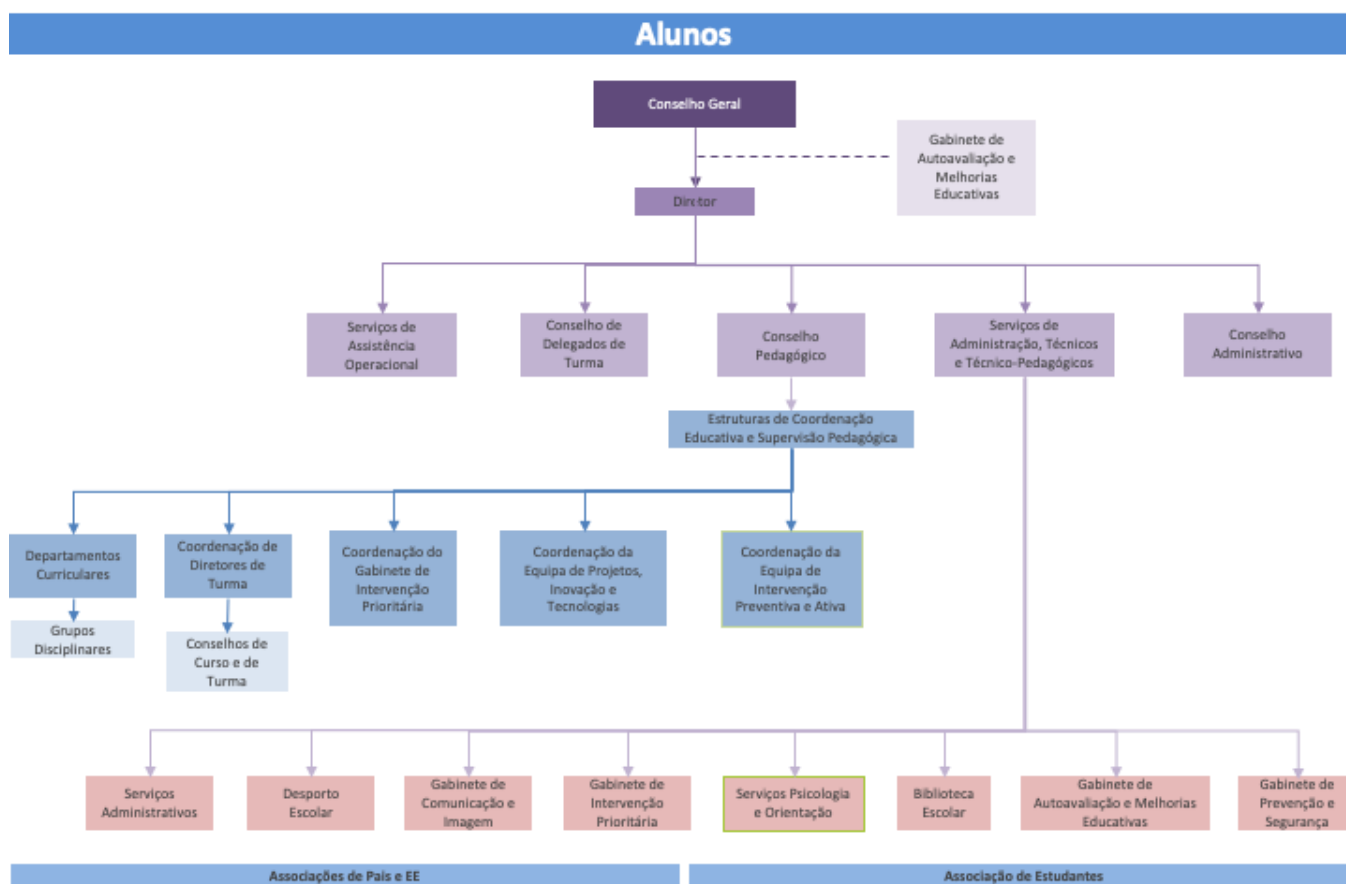 Alunos
Conselho Geral
Gabinete de
Autoavaliação e
Melhorias
Educativas
Diretor
Serviços de
Assistência
Operacional
Conselho de
Delegados de
Turma
Conselho
Pedagógico
Serviços de
Administração, Técnicos
e Técnico-Pedagógicos
Conselho
Administrativo
Estruturas de Coordenação
Educativa e Supervisão Pedagógica
Departamentos
Curriculares
Coordenação de
Diretores de
Turma
Coordenação do
Gabinete de
Intervenção
Prioritária
Coordenação da
Equipa de Projetos,
Inovação e
Tecnologias
Coordenação da
Equipa de
Intervenção
Preventiva e Ativa
Grupos
Disciplinares
Conselhos de
Curso e de
Turma
Serviços
Administrativos
Desporto
Escolar
Gabinete de
Comunicação e
Imagem
Gabinete de
Intervenção
Prioritária
Serviços Psicologia
e Orientação
Biblioteca
Escolar
Gabinete de
Autoavaliação e Melhorias
Educativas
Gabinete de
Prevenção e
Segurança
Associações de Pais e EE
Associação de Estudantes